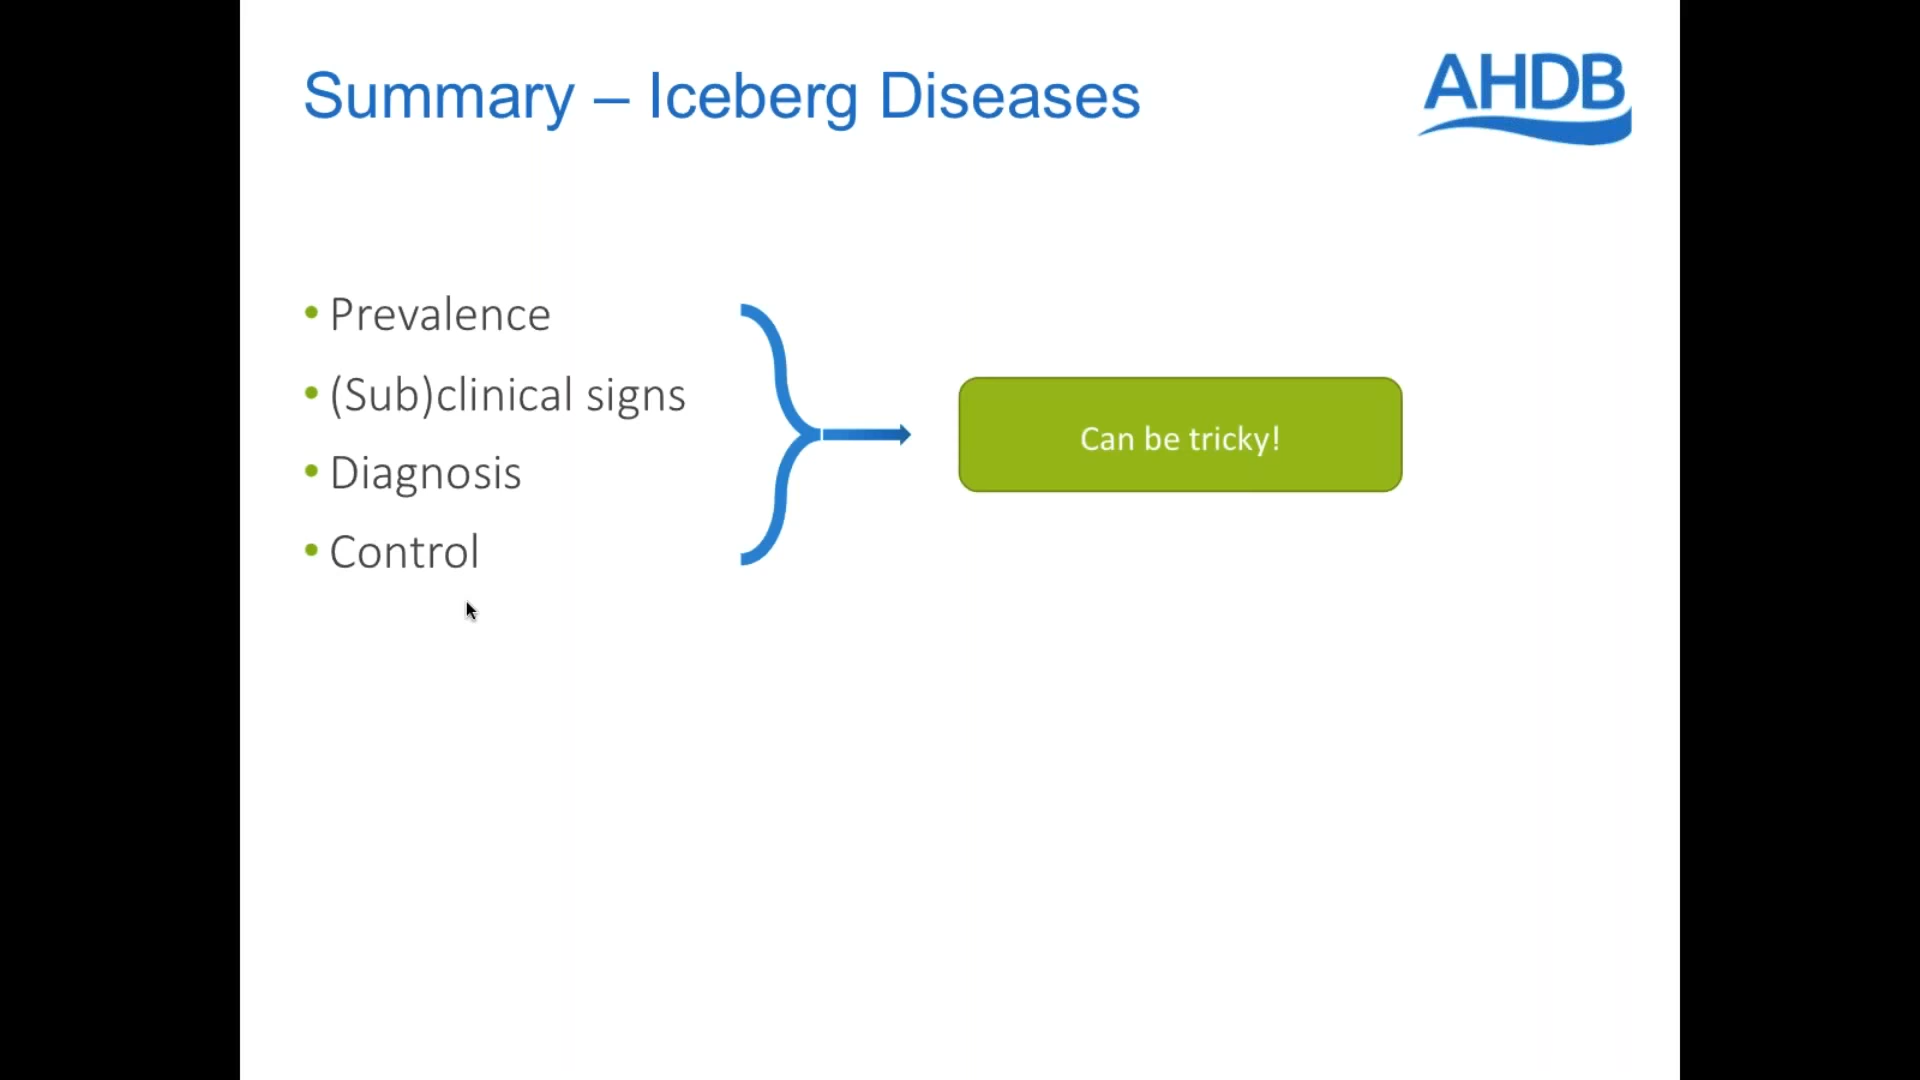 Summary – Iceberg Diseases
AHDB
• Prevalence
• (Sub)clinical signs
• Diagnosis
• Control
Can be tricky!